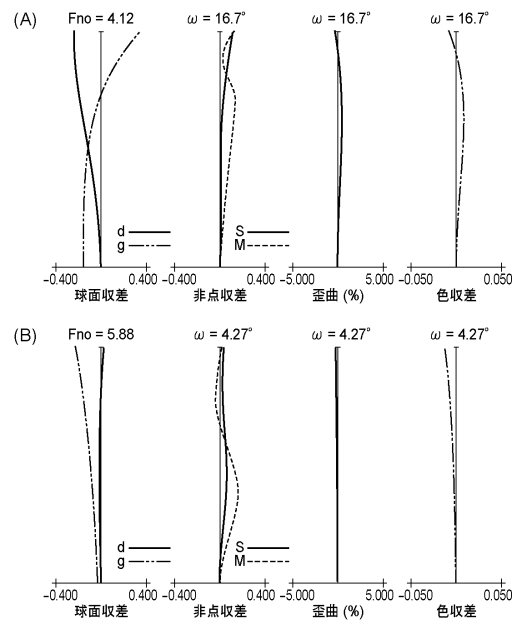 (A) Fno = 4.12 ω = 16.7° ω = 16.7° ω = 16.7°
d
g
S
M
−0.400 0.400 −0.400 0.400 −5.000 5.000 −0.050 0.050
球面収差 非点収差 歪曲 (%) 色収差
(B) Fno = 5.88 ω = 4.27° ω = 4.27° ω = 4.27°
d
g
S
M
−0.400 0.400 −0.400 0.400 −5.000 5.000 −0.050 0.050
球面収差 非点収差 歪曲 (%) 色収差